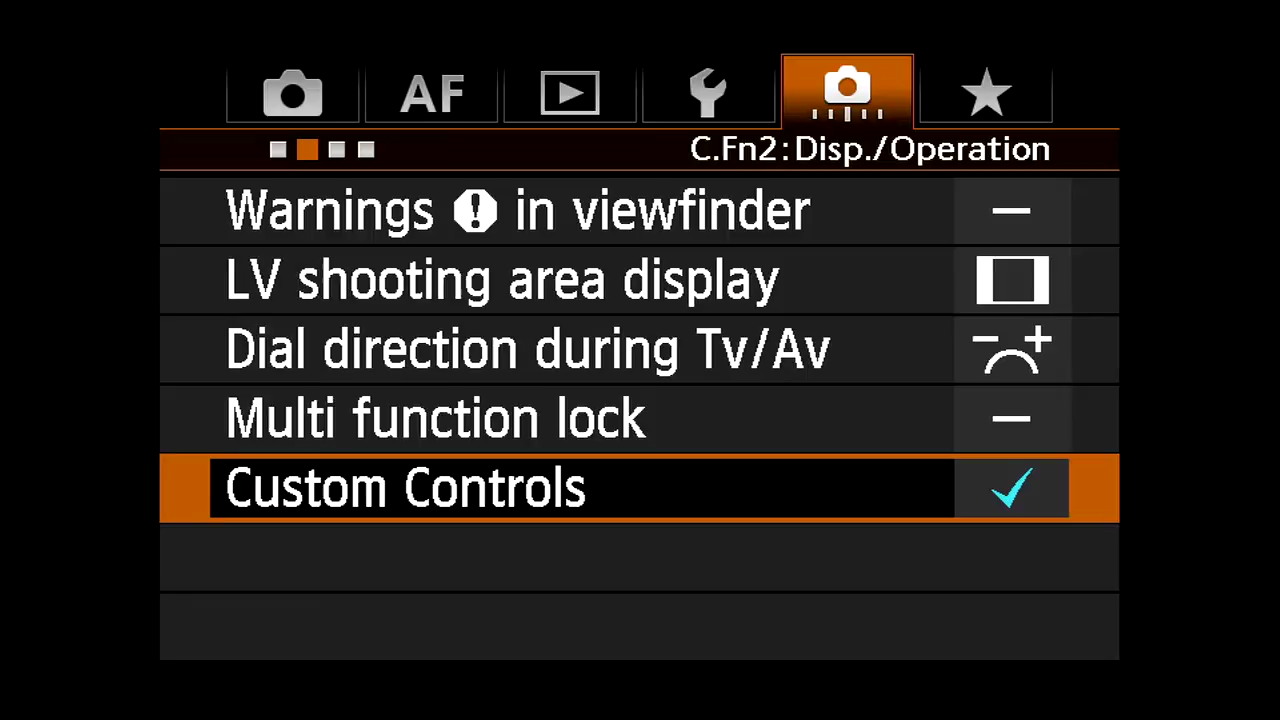 AF
C.Fn2:Disp./Operation
Warnings ! in viewfinder
LV shooting area display
Dial direction during Tv/Av
- +
Multi function lock
Custom Controls